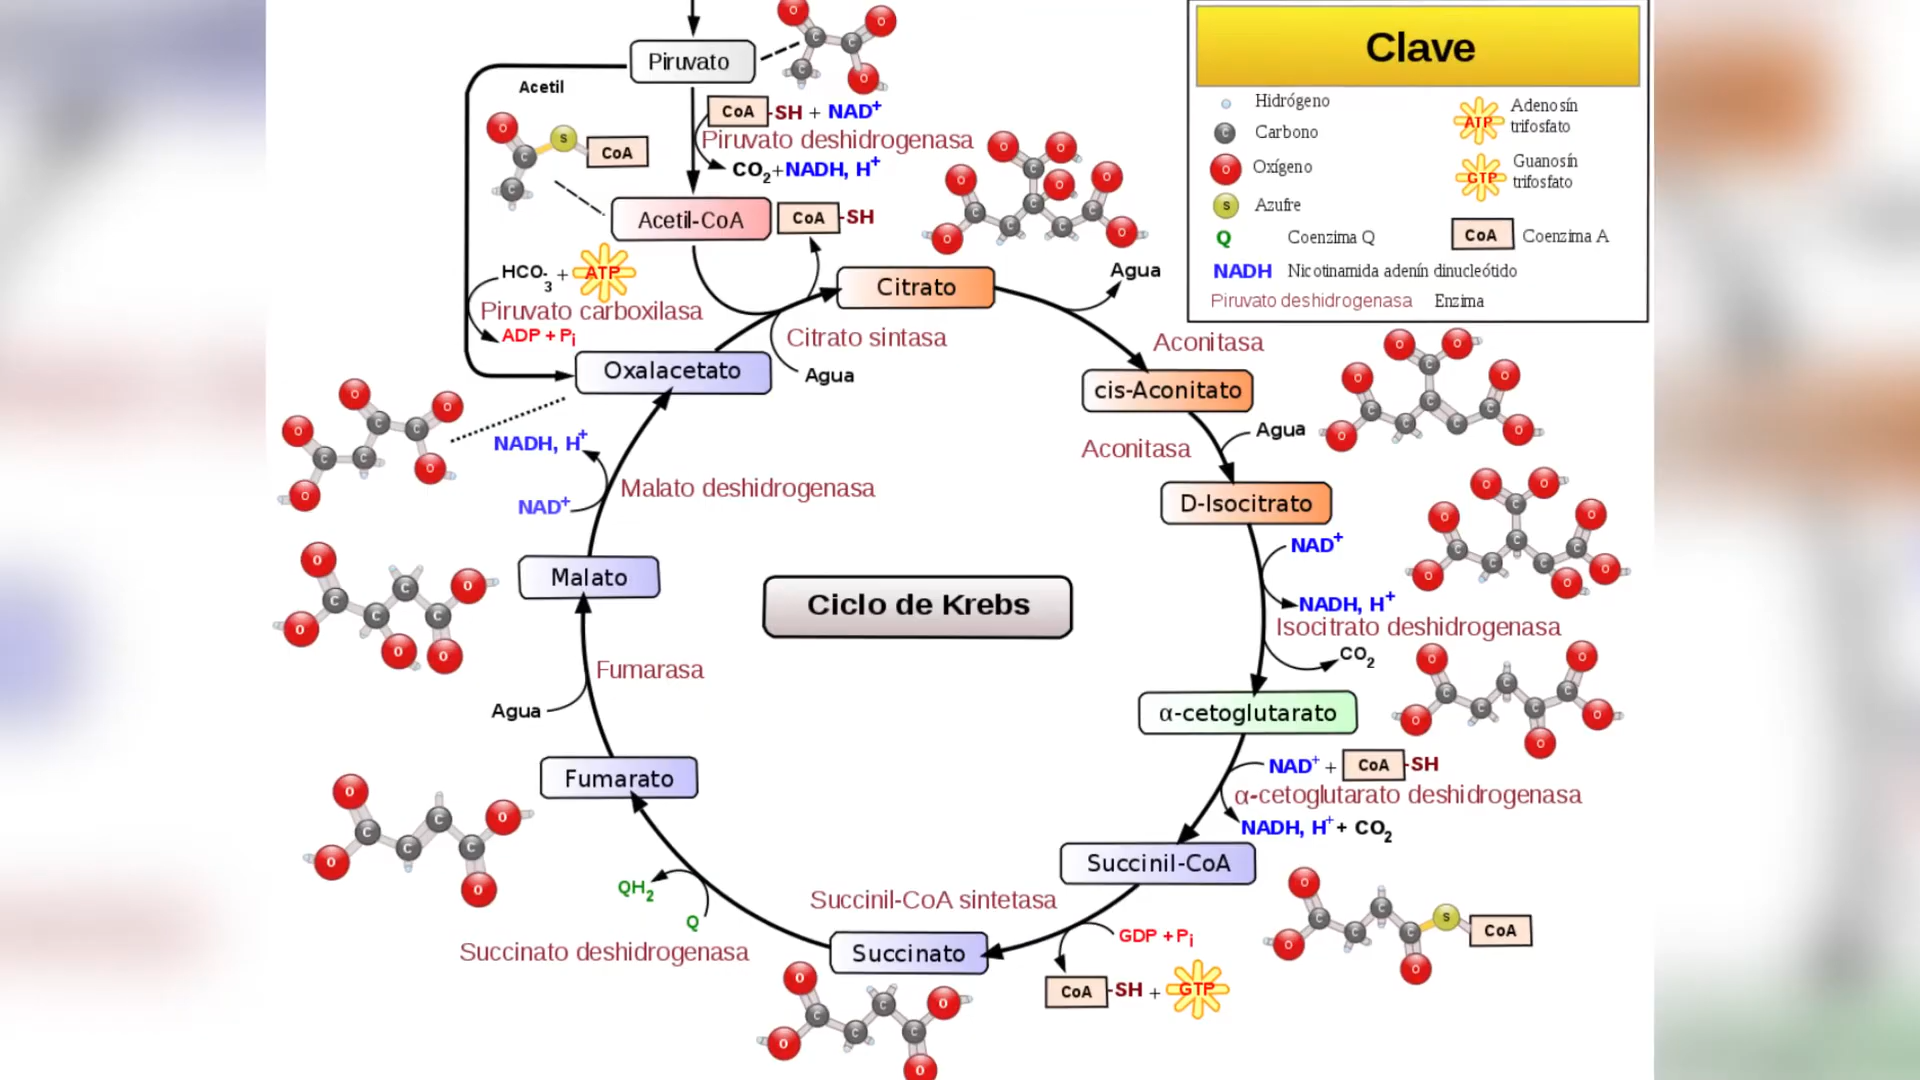 Piruvato
Acetil
CoA-SH + NAD+
Piruvato deshidrogenasa
CO2+NADH, H+
S
CoA
Acetil-CoA
CoA-SH
HCO3- + ATP
Piruvato carboxilasa
ADP + Pi
Citrato
Agua
Citrato sintasa
Agua
Oxalacetato
Aconitasa
cis-Aconitato
Agua
Aconitasa
D-Isocitrato
NAD+
NADH, H+
Isocitrato deshidrogenasa
CO2
α-cetoglutarato
NAD+ + CoA-SH
α-cetoglutarato deshidrogenasa
NADH, H+ + CO2
Succinil-CoA
S
CoA
Succinil-CoA sintetasa
GDP + Pi
CoA-SH + GTP
Succinato
Succinato deshidrogenasa
Q
QH2
Fumarato
Agua
Fumarasa
Malato
NAD+
NADH, H+
Malato deshidrogenasa
Ciclo de Krebs
Clave
Hidrógeno
C Carbono
O Oxígeno
S Azufre
Q Coenzima Q
ATP Adenosín
trifosfato
GTP Guanosín
trifosfato
CoA Coenzima A
NADH Nicotinamida adenín dinucleótido
Piruvato deshidrogenasa Enzima